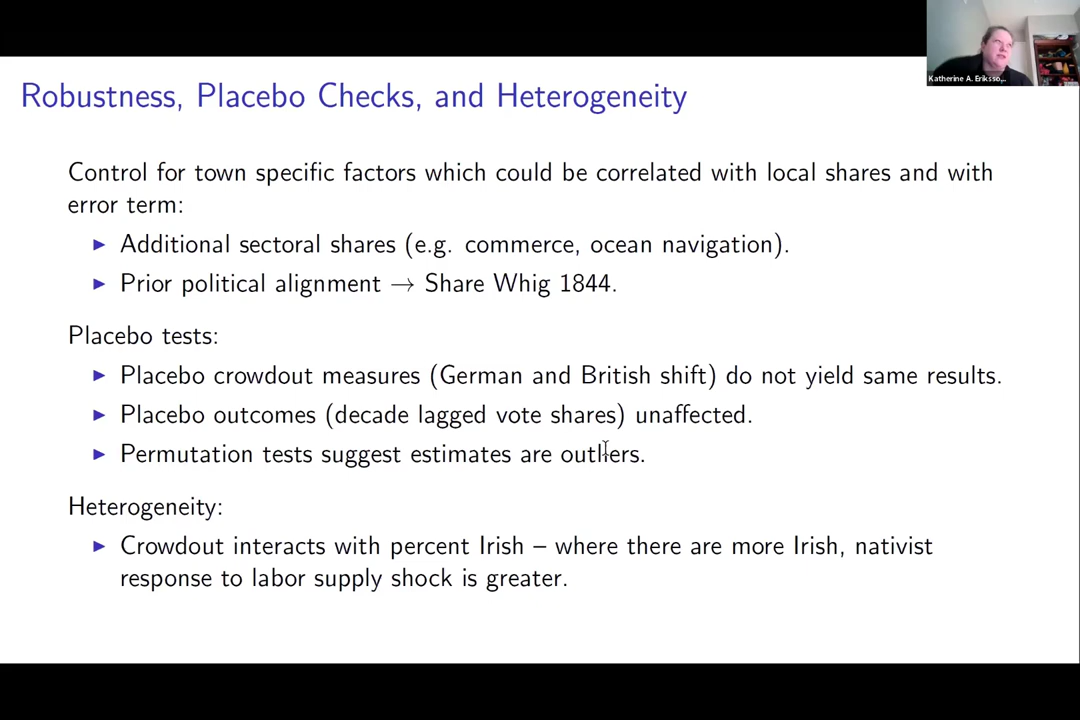 Katherine A. Eriksso...
Robustness, Placebo Checks, and Heterogeneity
Control for town specific factors which could be correlated with local shares and with
error term:
▶ Additional sectoral shares (e.g. commerce, ocean navigation).
▶ Prior political alignment → Share Whig 1844.
Placebo tests:
▶ Placebo crowdout measures (German and British shift) do not yield same results.
▶ Placebo outcomes (decade lagged vote shares) unaffected.
▶ Permutation tests suggest estimates are outliers.
Heterogeneity:
▶ Crowdout interacts with percent Irish – where there are more Irish, nativist
response to labor supply shock is greater.